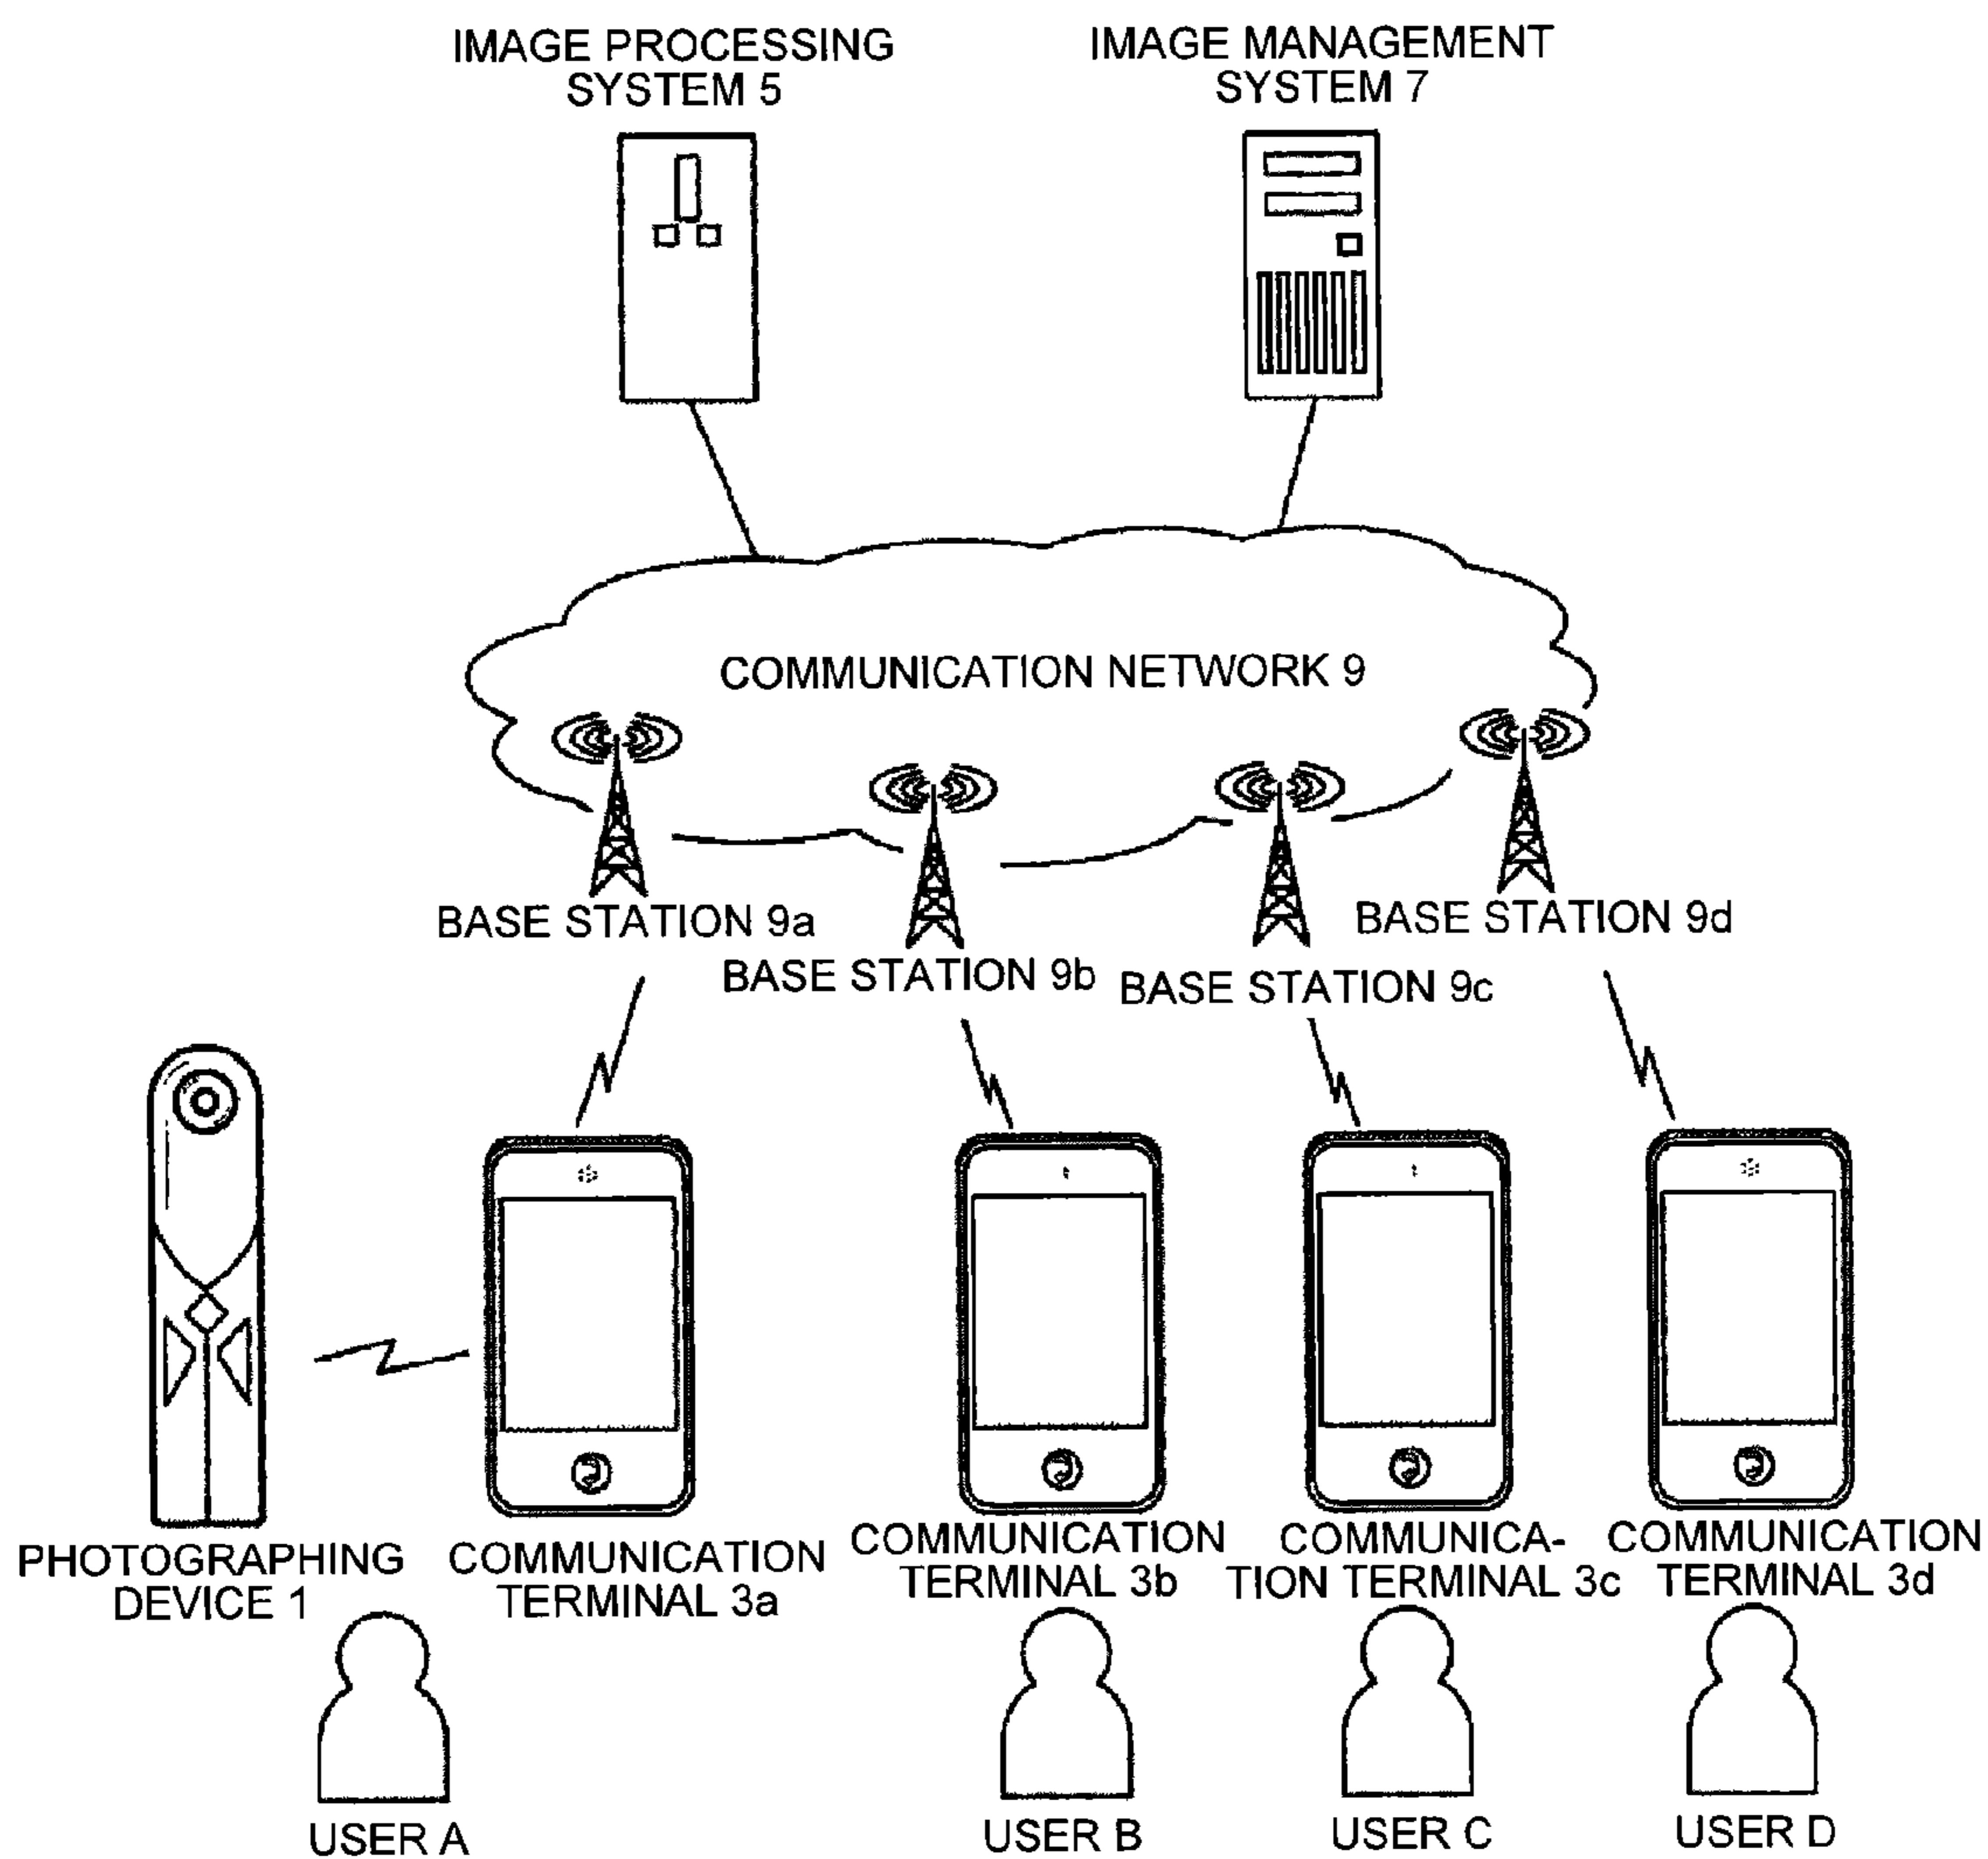 IMAGE PROCESSING
SYSTEM 5
IMAGE MANAGEMENT
SYSTEM 7
COMMUNICATION NETWORK 9
BASE STATION 9a
BASE STATION 9b
BASE STATION 9c
BASE STATION 9d
PHOTOGRAPHING
DEVICE 1
COMMUNICATION
TERMINAL 3a
COMMUNICATION
TERMINAL 3b
COMMUNICA-
TION TERMINAL 3c
COMMUNICATION
TERMINAL 3d
USER A
USER B
USER C
USER D